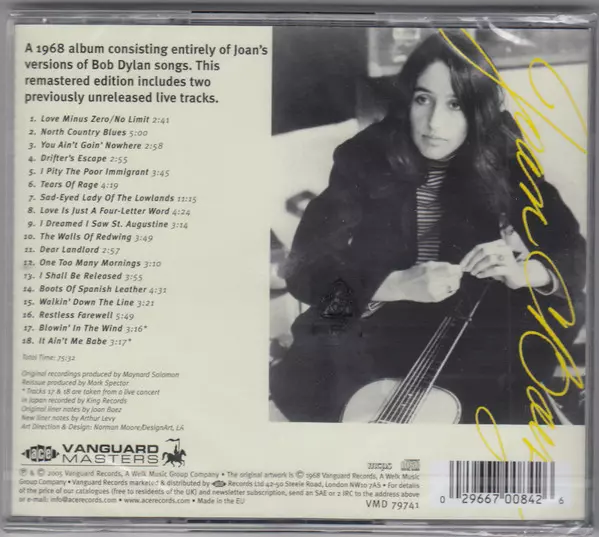 A 1968 album consisting entirely of Joan's
versions of Bob Dylan songs. This
remastered edition includes two
previously unreleased live tracks.
1. Love Minus Zero/No Limit 2:41
2. North Country Blues 5:00
3. You Ain't Goin' Nowhere 2:58
4. Drifter's Escape 2:55
5. I Pity The Poor Immigrant 3:45
6. Tears Of Rage 4:19
7. Sad-Eyed Lady Of The Lowlands 11:15
8. Love Is Just A Four-Letter Word 4:24
9. I Dreamed I Saw St. Augustine 3:14
10. The Walls Of Redwing 3:49
11. Dear Landlord 2:57
12. One Too Many Mornings 3:10
13. I Shall Be Released 3:55
14. Boots Of Spanish Leather 4:31
15. Walkin' Down The Line 3:21
16. Restless Farewell 5:49
17. Blowin' In The Wind 3:16*
18. It Ain't Me Babe 3:17*
Total Time: 75:32
Original recordings produced by Maynard Solomon
Reissue produced by Mark Spector
* Tracks 17 & 18 are taken from a live concert
in Japan recorded by King Records
Original liner notes by Joan Baez
New liner notes by Arthur Levy
Art Direction & Design: Norman Moore/DesignArt, LA
Joan Baez
ace VANGUARD
MASTERS
℗ & © 2005 Vanguard Records, A Welk Music Group Company • The original artwork is © 1968 Vanguard Records, A Welk Music Group
Company • Vanguard Records marketed & distributed by ace Records Ltd 42-50 Steele Road, London NW10 7AS • For details
of the price of our catalogues (free to residents of the UK) and newsletter subscription, send an SAE or 2 IRC to the address above
or e-mail: info@acerecords.com • www.acerecords.com • Made in the EU
mcps
VMD 79741
0 29667 00842 6